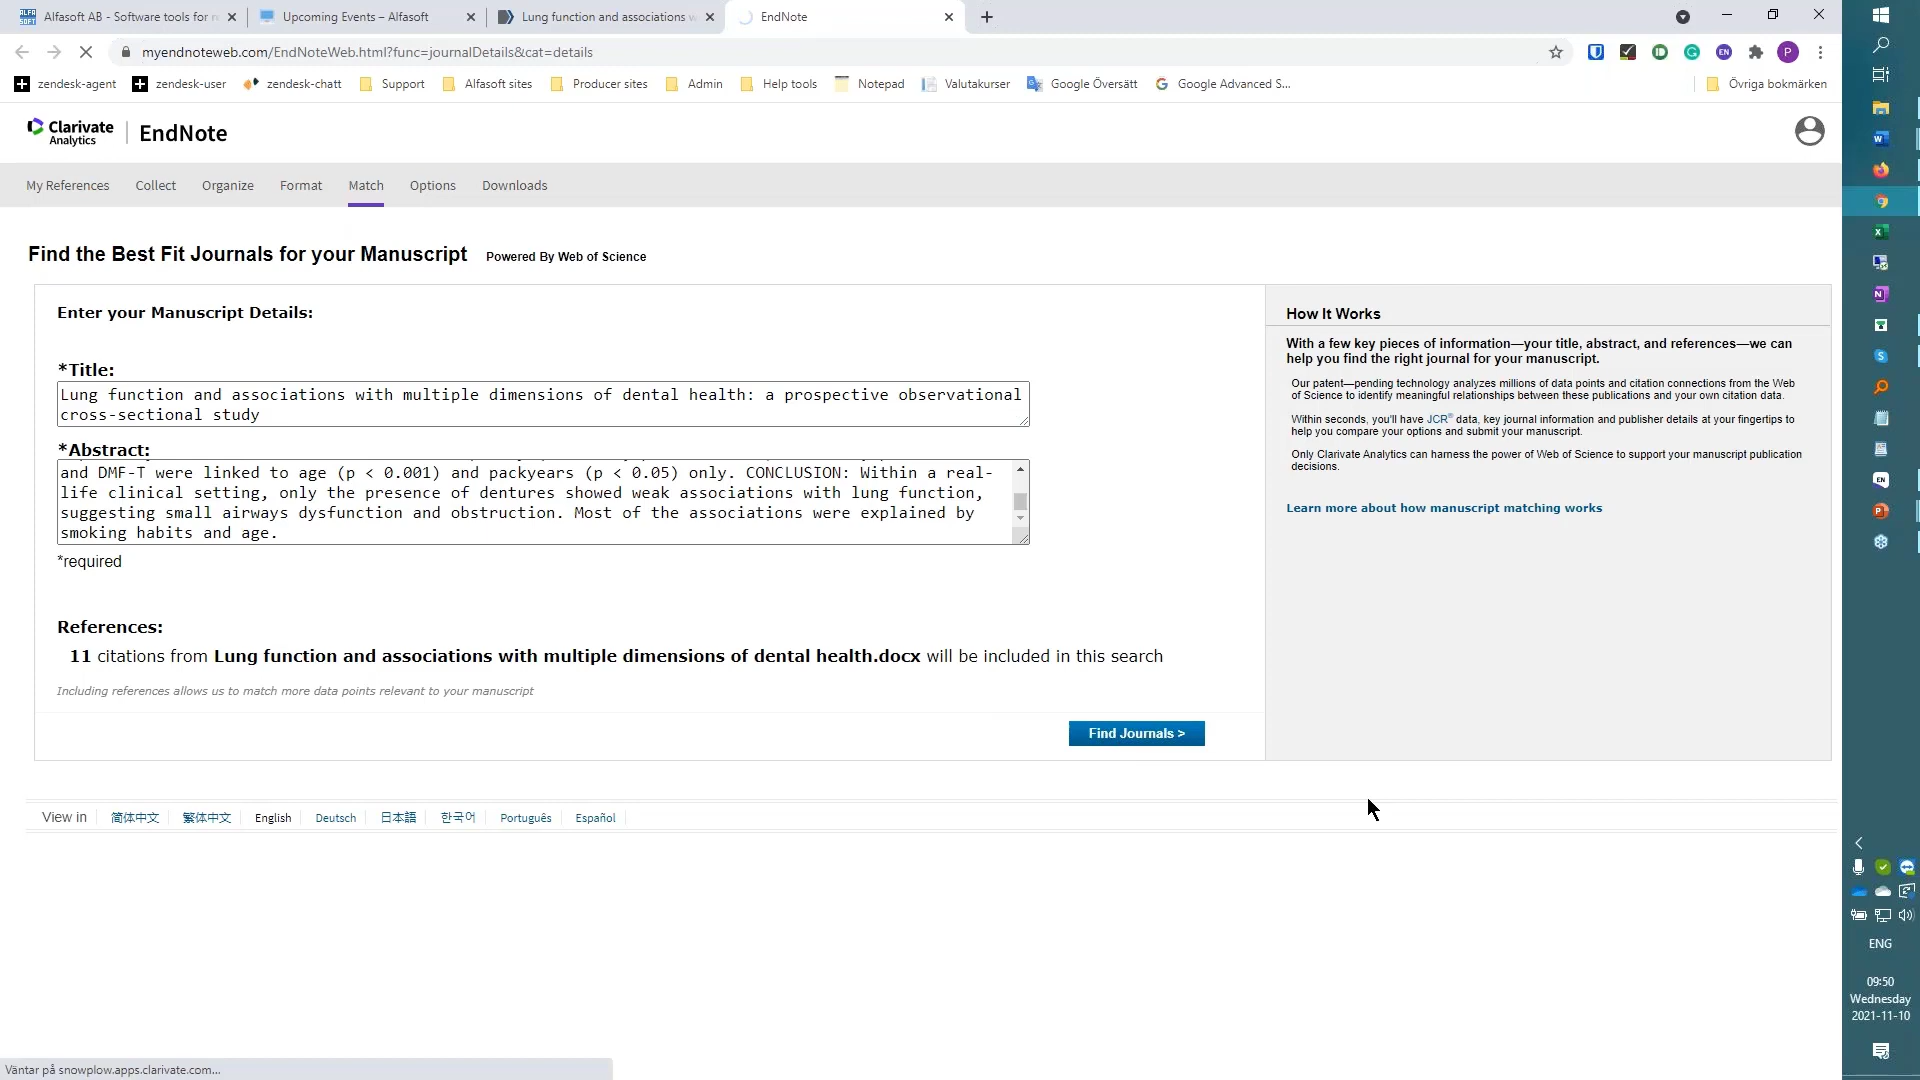 Alfasoft AB - Software tools for
Upcoming Events – Alfasoft
Lung function and associations
EndNote
myendnoteweb.com/EndNoteWeb.html?func=journalDetails&cat=details
zendesk-agent
zendesk-user
zendesk-chatt
Support
Alfasoft sites
Producer sites
Admin
Help tools
Notepad
Valutakurser
Google Översätt
Google Advanced S...
Övriga bokmärken
Clarivate
Analytics
EndNote
My References
Collect
Organize
Format
Match
Options
Downloads
Find the Best Fit Journals for your Manuscript
Powered By Web of Science
Enter your Manuscript Details:
*Title:
Lung function and associations with multiple dimensions of dental health: a prospective observational
cross-sectional study
*Abstract:
and DMF-T were linked to age (p < 0.001) and packyears (p < 0.05) only. CONCLUSION: Within a real-
life clinical setting, only the presence of dentures showed weak associations with lung function,
suggesting small airways dysfunction and obstruction. Most of the associations were explained by
smoking habits and age.
*required
References:
11 citations from Lung function and associations with multiple dimensions of dental health.docx will be included in this search
Including references allows us to match more data points relevant to your manuscript
Find Journals >
How It Works
With a few key pieces of information—your title, abstract, and references—we can
help you find the right journal for your manuscript.
Our patent—pending technology analyzes millions of data points and citation connections from the Web
of Science to identify meaningful relationships between these publications and your own citation data.
Within seconds, you'll have JCR® data, key journal information and publisher details at your fingertips to
help you compare your options and submit your manuscript.
Only Clarivate Analytics can harness the power of Web of Science to support your manuscript publication
decisions.
Learn more about how manuscript matching works
View in
简体中文
繁体中文
English
Deutsch
日本語
한국어
Português
Español
Väntar på snowplow.apps.clarivate.com...
ENG
09:50
Wednesday
2021-11-10